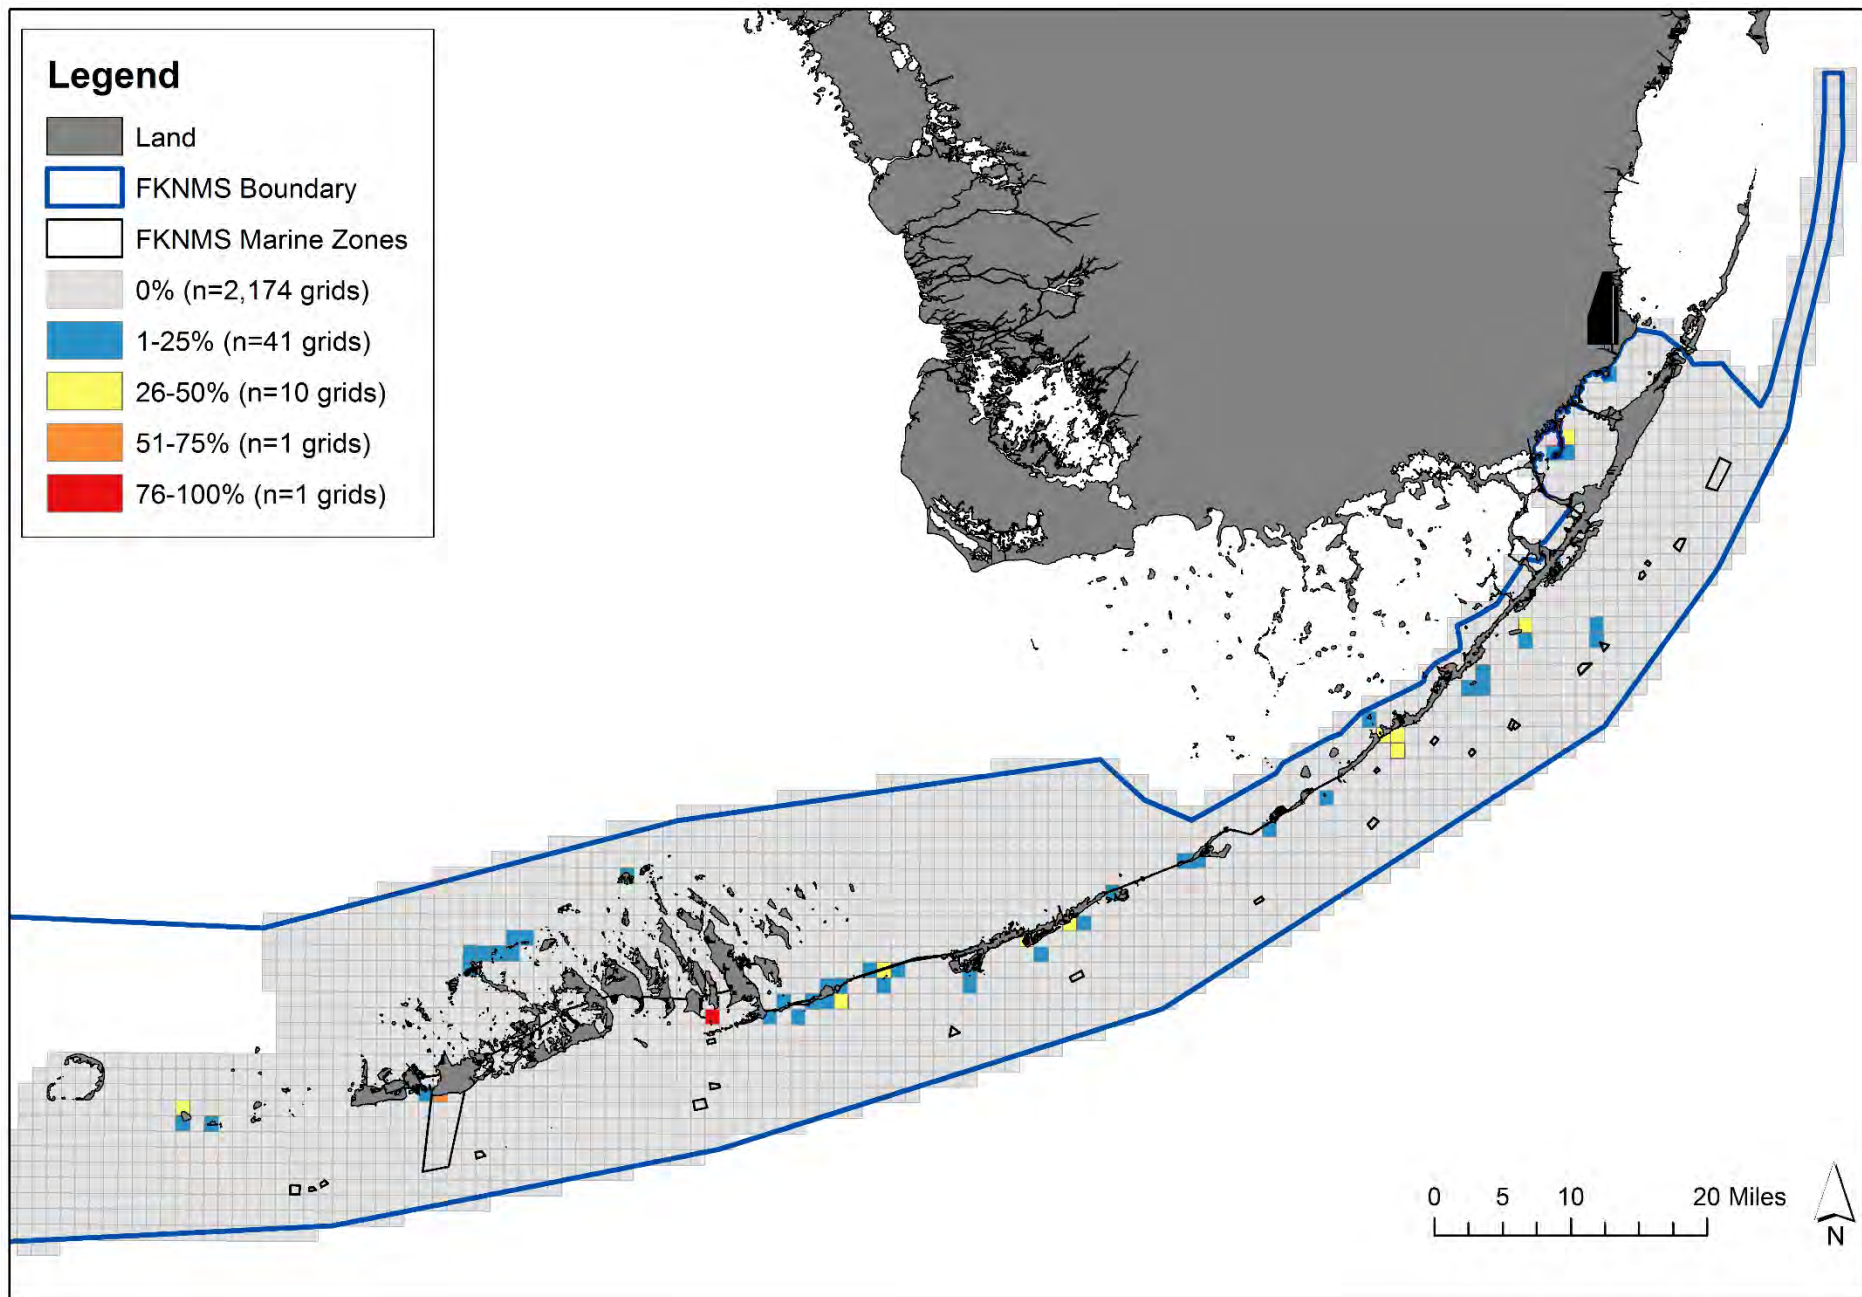 Legend
Land
FKNMS Boundary
FKNMS Marine Zones
0% (n=2,174 grids)
1-25% (n=41 grids)
26-50% (n=10 grids)
51-75% (n=1 grids)
76-100% (n=1 grids)
0 5 10 20 Miles
N